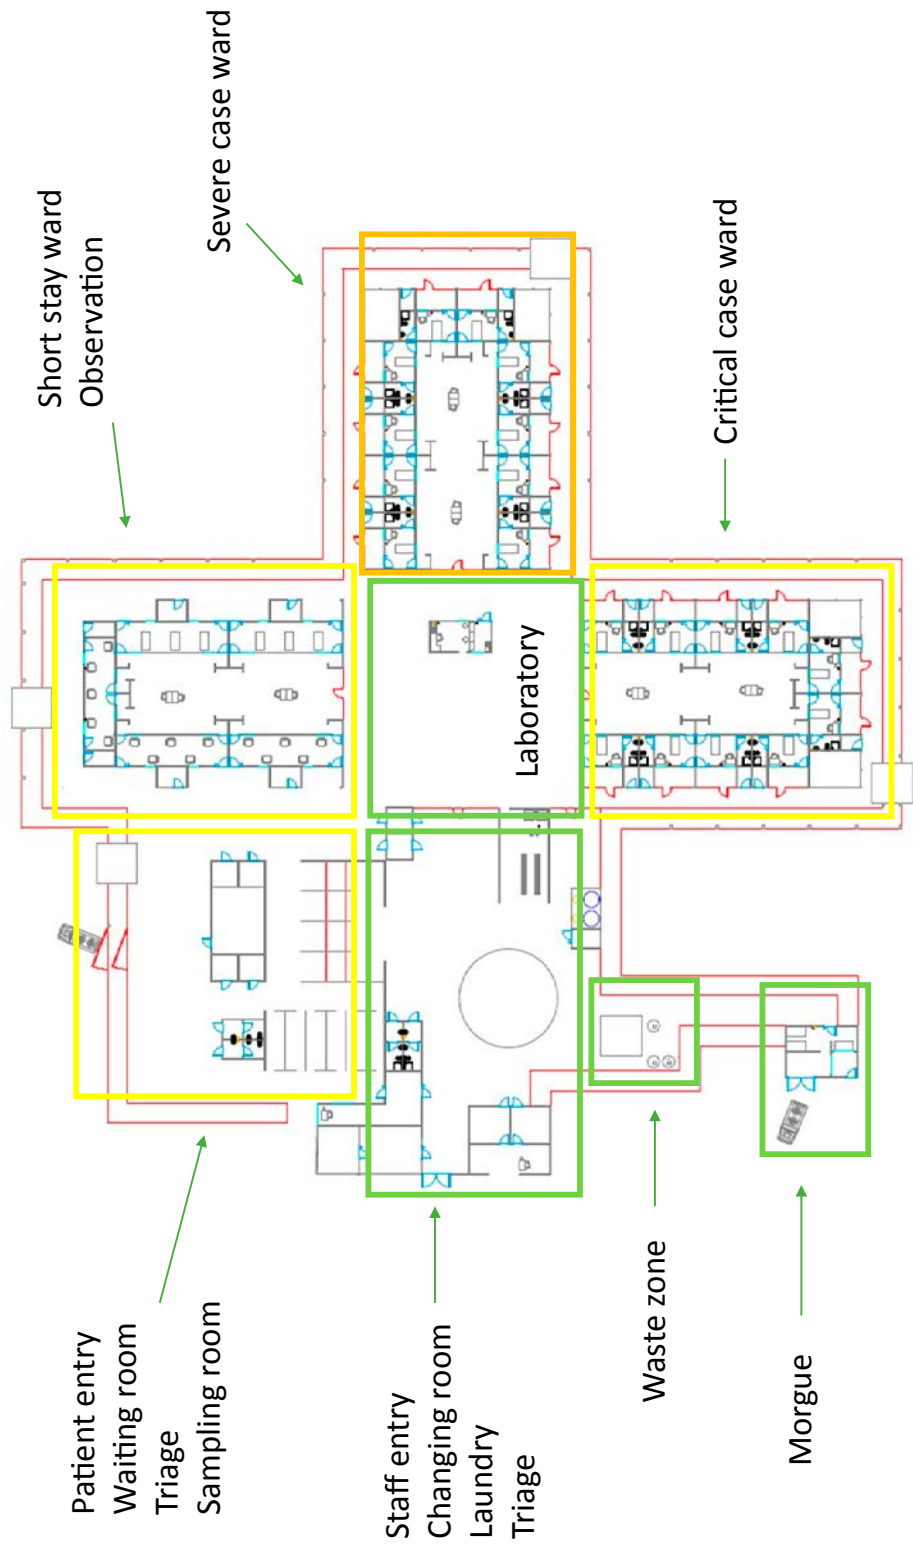 Short stay ward
Observation
Severe case ward
Critical case ward
Laboratory
Patient entry
Waiting room
Triage
Sampling room
Staff entry
Changing room
Laundry
Triage
Waste zone
Morgue